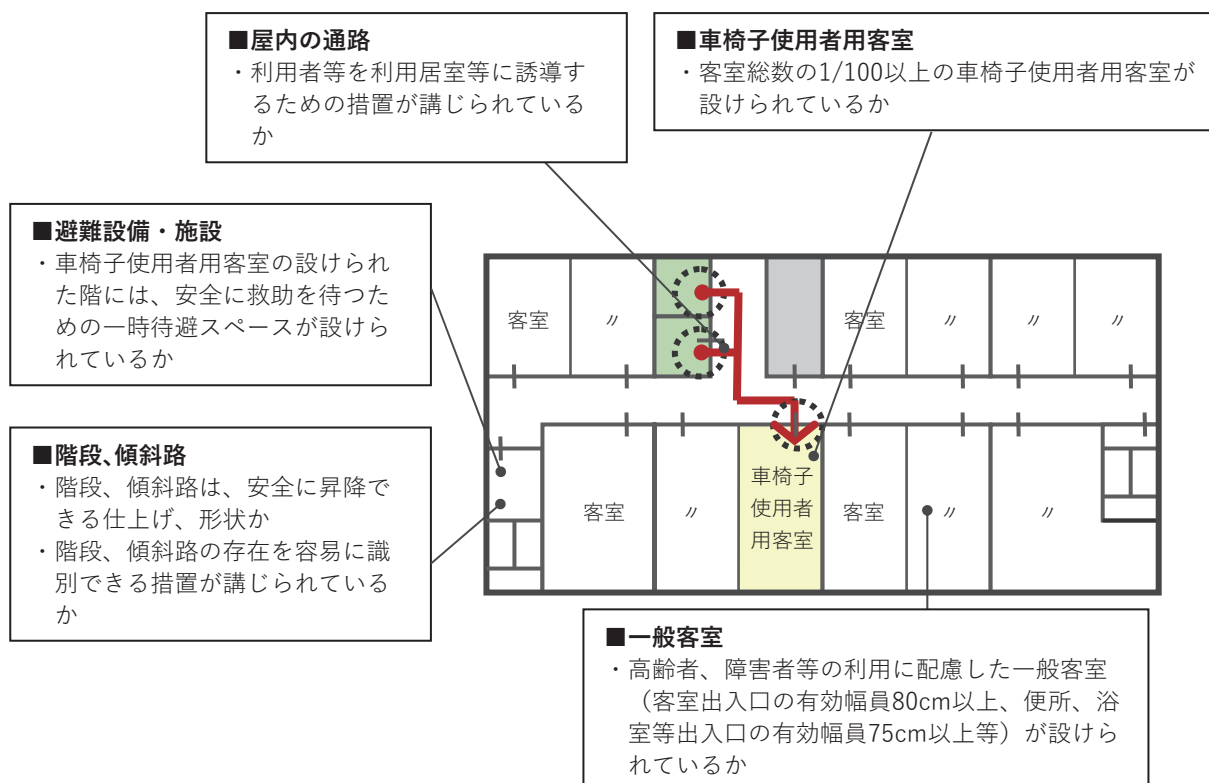 ■屋内の通路
・利用者等を利用居室等に誘導す
るための措置が講じられている
か
■車椅子使用者用客室
・客室総数の1/100以上の車椅子使用者用客室が
設けられているか
■避難設備・施設
・車椅子使用者用客室の設けられ
た階には、安全に救助を待つた
めの一時待避スペースが設けら
れているか
■階段、傾斜路
・階段、傾斜路は、安全に昇降で
きる仕上げ、形状か
・階段、傾斜路の存在を容易に識
別できる措置が講じられている
か
客室
〃
客室
〃
〃
〃
客室
〃
車椅子
使用者
用客室
客室
〃
〃
■一般客室
・高齢者、障害者等の利用に配慮した一般客室
（客室出入口の有効幅員80cm以上、便所、浴
室等出入口の有効幅員75cm以上等）が設けら
れているか